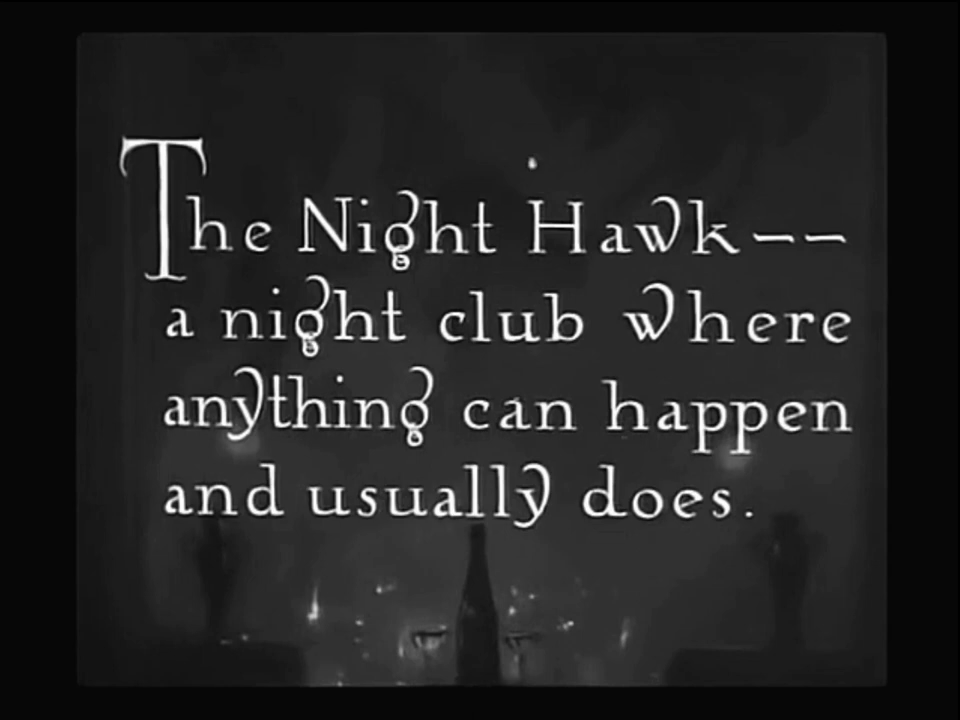 The Night Hawk--
a night club where
anything can happen
and usually does.